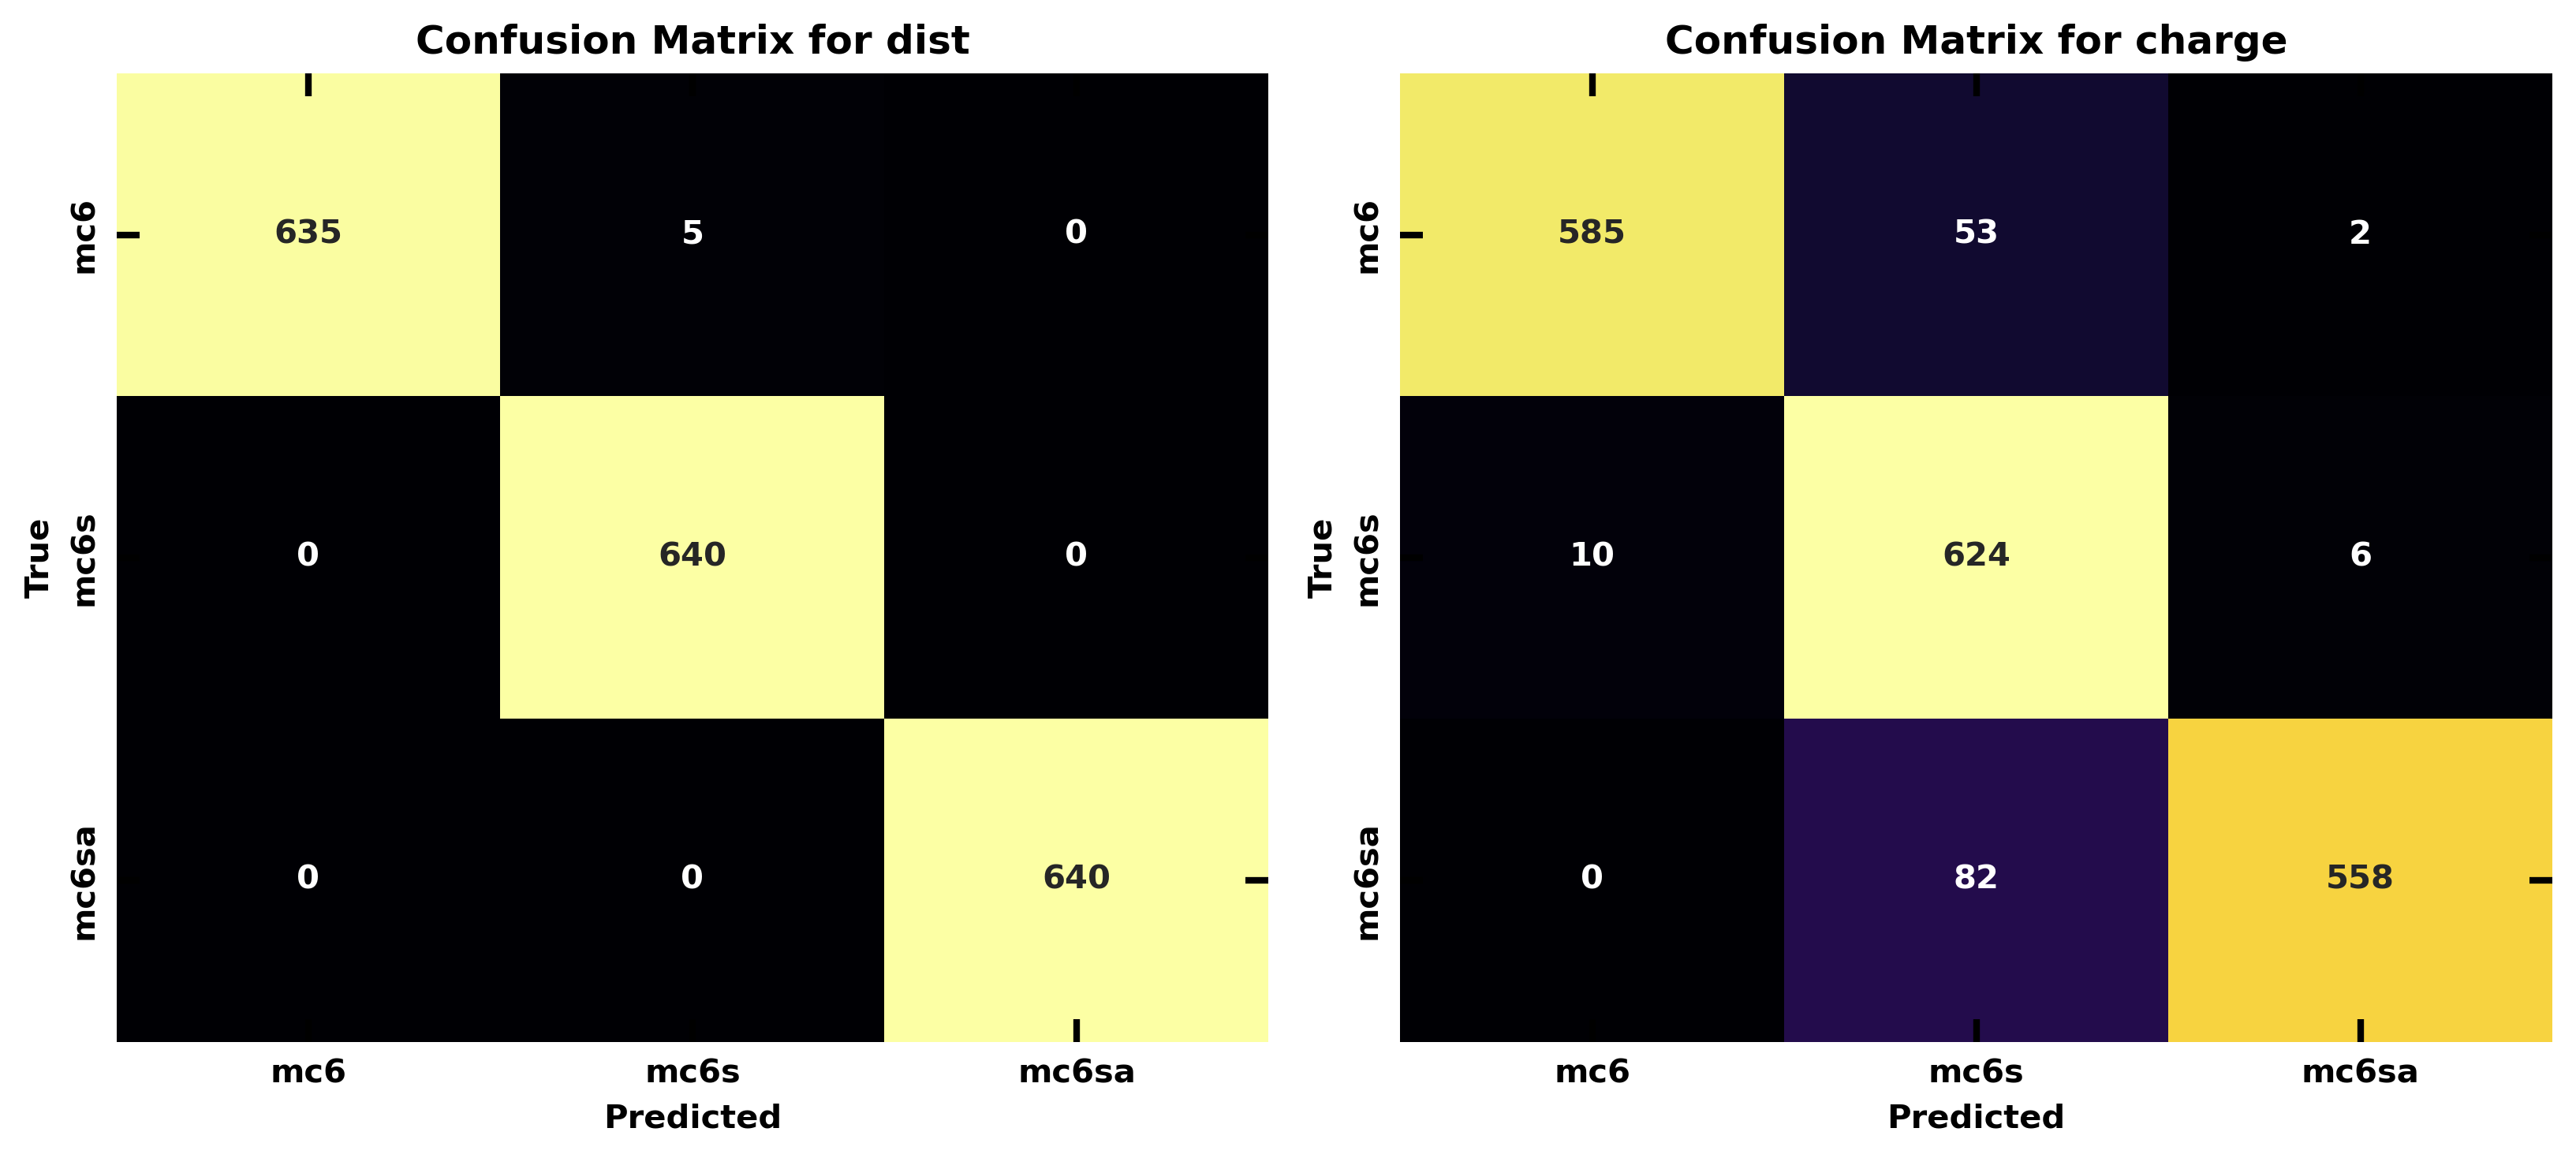 Confusion Matrix for dist
True
mc6
635
5
0
mc6s
0
640
0
mc6sa
0
0
640
mc6
mc6s
mc6sa
Predicted
Confusion Matrix for charge
True
mc6
585
53
2
mc6s
10
624
6
mc6sa
0
82
558
mc6
mc6s
mc6sa
Predicted